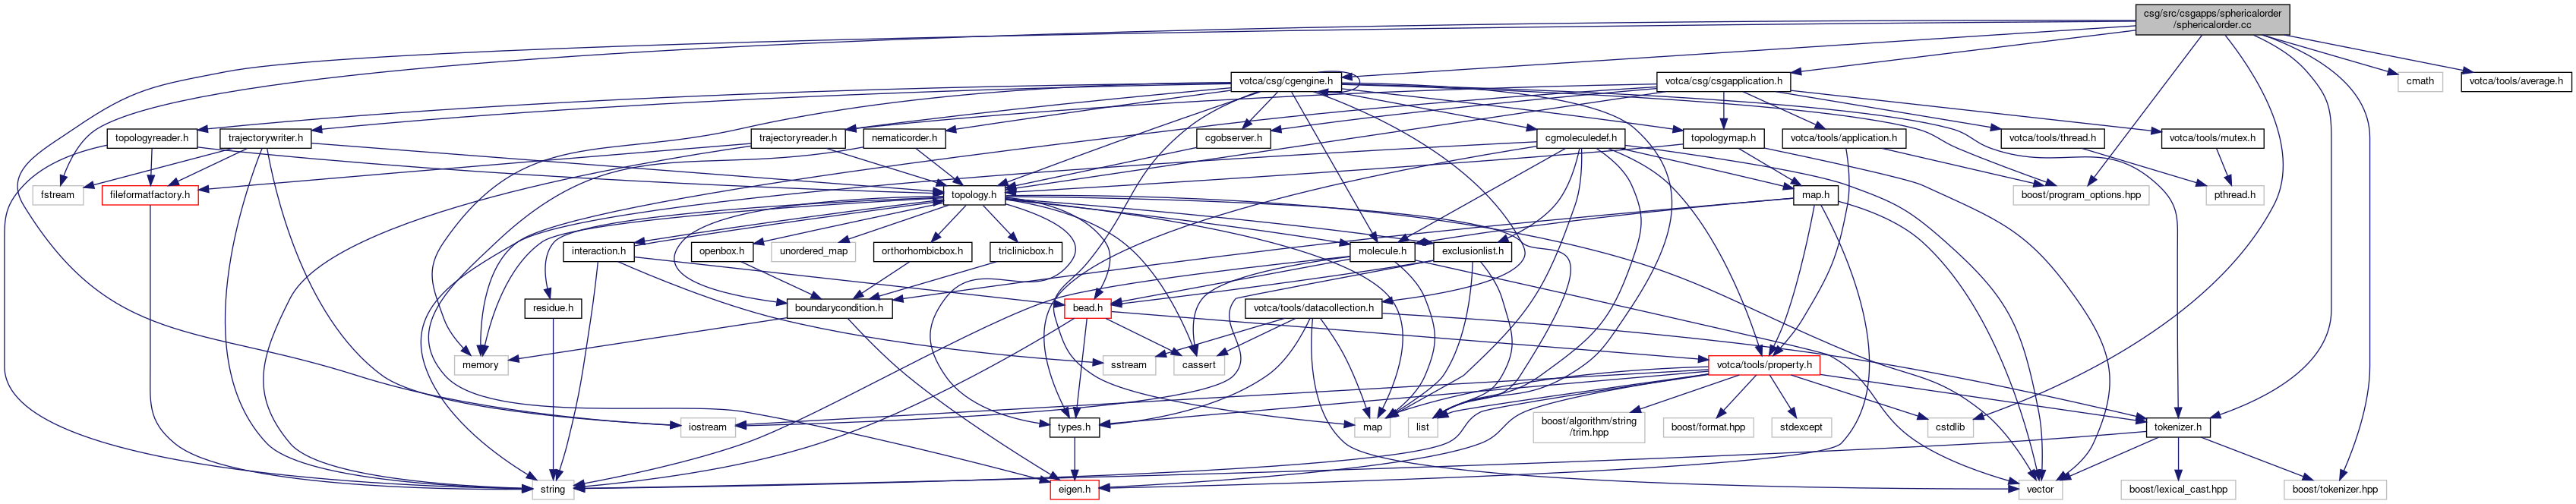 csg/src/csgapps/sphericalorder
/sphericalorder.cc
votca/csg/cgengine.h
votca/csg/csgapplication.h
cmath
votca/tools/average.h
topologyreader.h
trajectorywriter.h
trajectoryreader.h
nematicorder.h
cgobserver.h
cgmoleculedef.h
topologymap.h
votca/tools/application.h
votca/tools/thread.h
votca/tools/mutex.h
fstream
fileformatfactory.h
topology.h
map.h
boost/program_options.hpp
pthread.h
interaction.h
openbox.h
unordered_map
orthorhombicbox.h
triclinicbox.h
molecule.h
exclusionlist.h
residue.h
boundarycondition.h
bead.h
votca/tools/datacollection.h
memory
sstream
cassert
votca/tools/property.h
iostream
types.h
map
list
boost/algorithm/string
/trim.hpp
boost/format.hpp
stdexcept
cstdlib
tokenizer.h
string
eigen.h
vector
boost/lexical_cast.hpp
boost/tokenizer.hpp